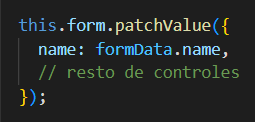 this.form.patchValue({
  name: formData.name,
  // resto de controles
});